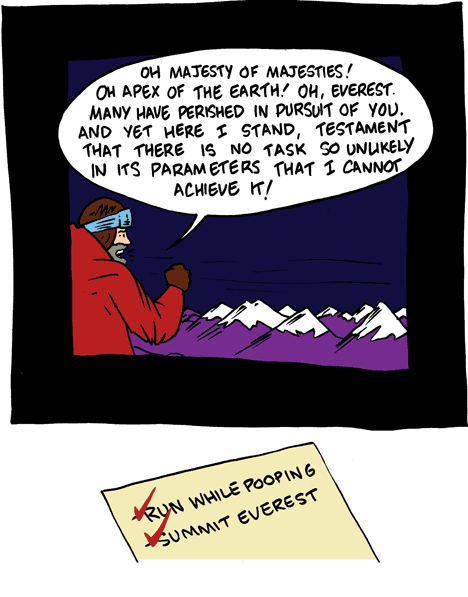 OH MAJESTY OF MAJESTIES!
OH APEX OF THE EARTH! OH, EVEREST.
MANY HAVE PERISHED IN PURSUIT OF YOU.
AND YET HERE I STAND, TESTAMENT
THAT THERE IS NO TASK SO UNLIKELY
IN ITS PARAMETERS THAT I CANNOT
ACHIEVE IT!
-RUN WHILE POOPING
-SUMMIT EVEREST